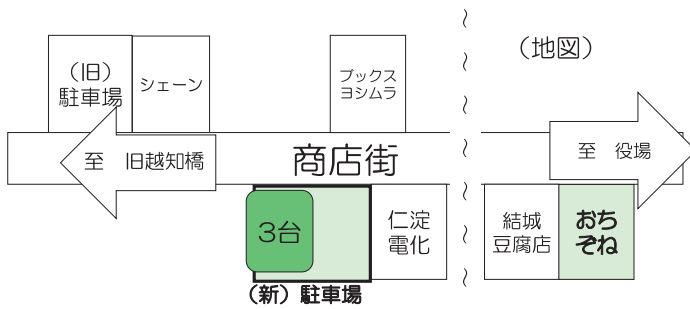 （地図）
（旧）
駐車場
シェーン
ブックス
ヨシムラ
至　旧越知橋
商店街
至　役場
3台
仁淀
電化
結城
豆腐店
おち
ぞね
（新）駐車場